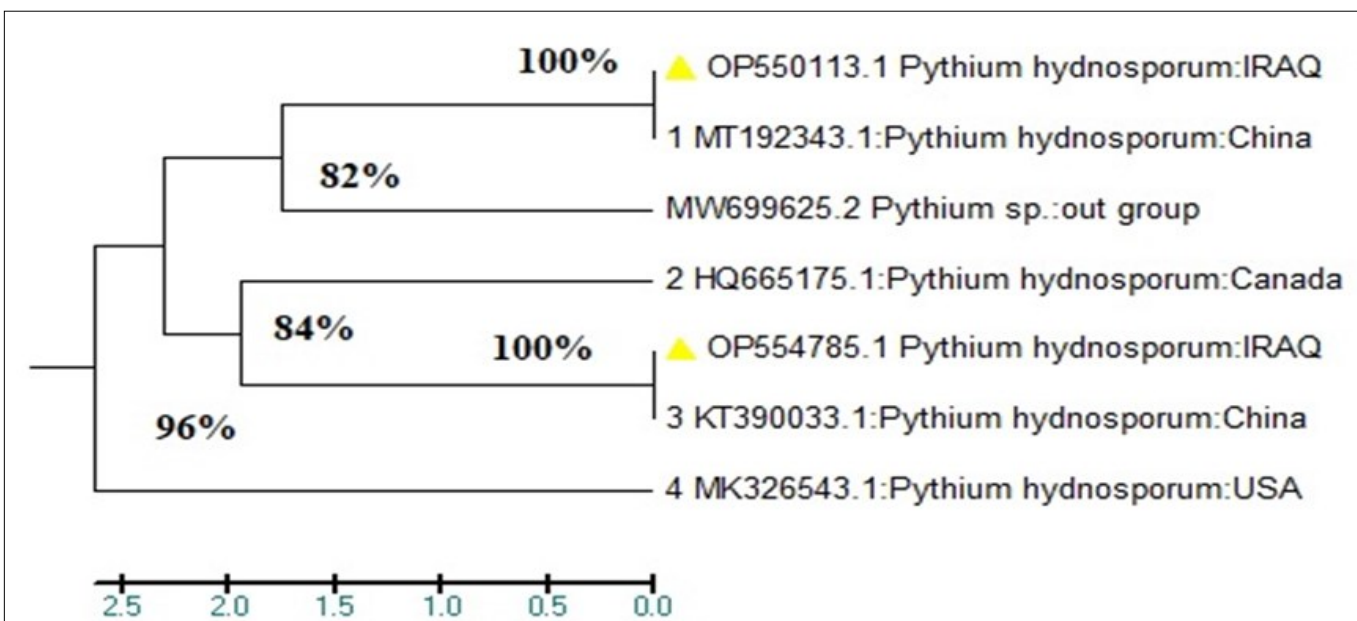 100%
OP550113.1 Pythium hydnosporum:IRAQ
1 MT192343.1:Pythium hydnosporum:China
82%
MW699625.2 Pythium sp.:out group
2 HQ665175.1:Pythium hydnosporum:Canada
84%
100%
OP554785.1 Pythium hydnosporum:IRAQ
3 KT390033.1:Pythium hydnosporum:China
96%
4 MK326543.1:Pythium hydnosporum:USA
2.5 2.0 1.5 1.0 0.5 0.0